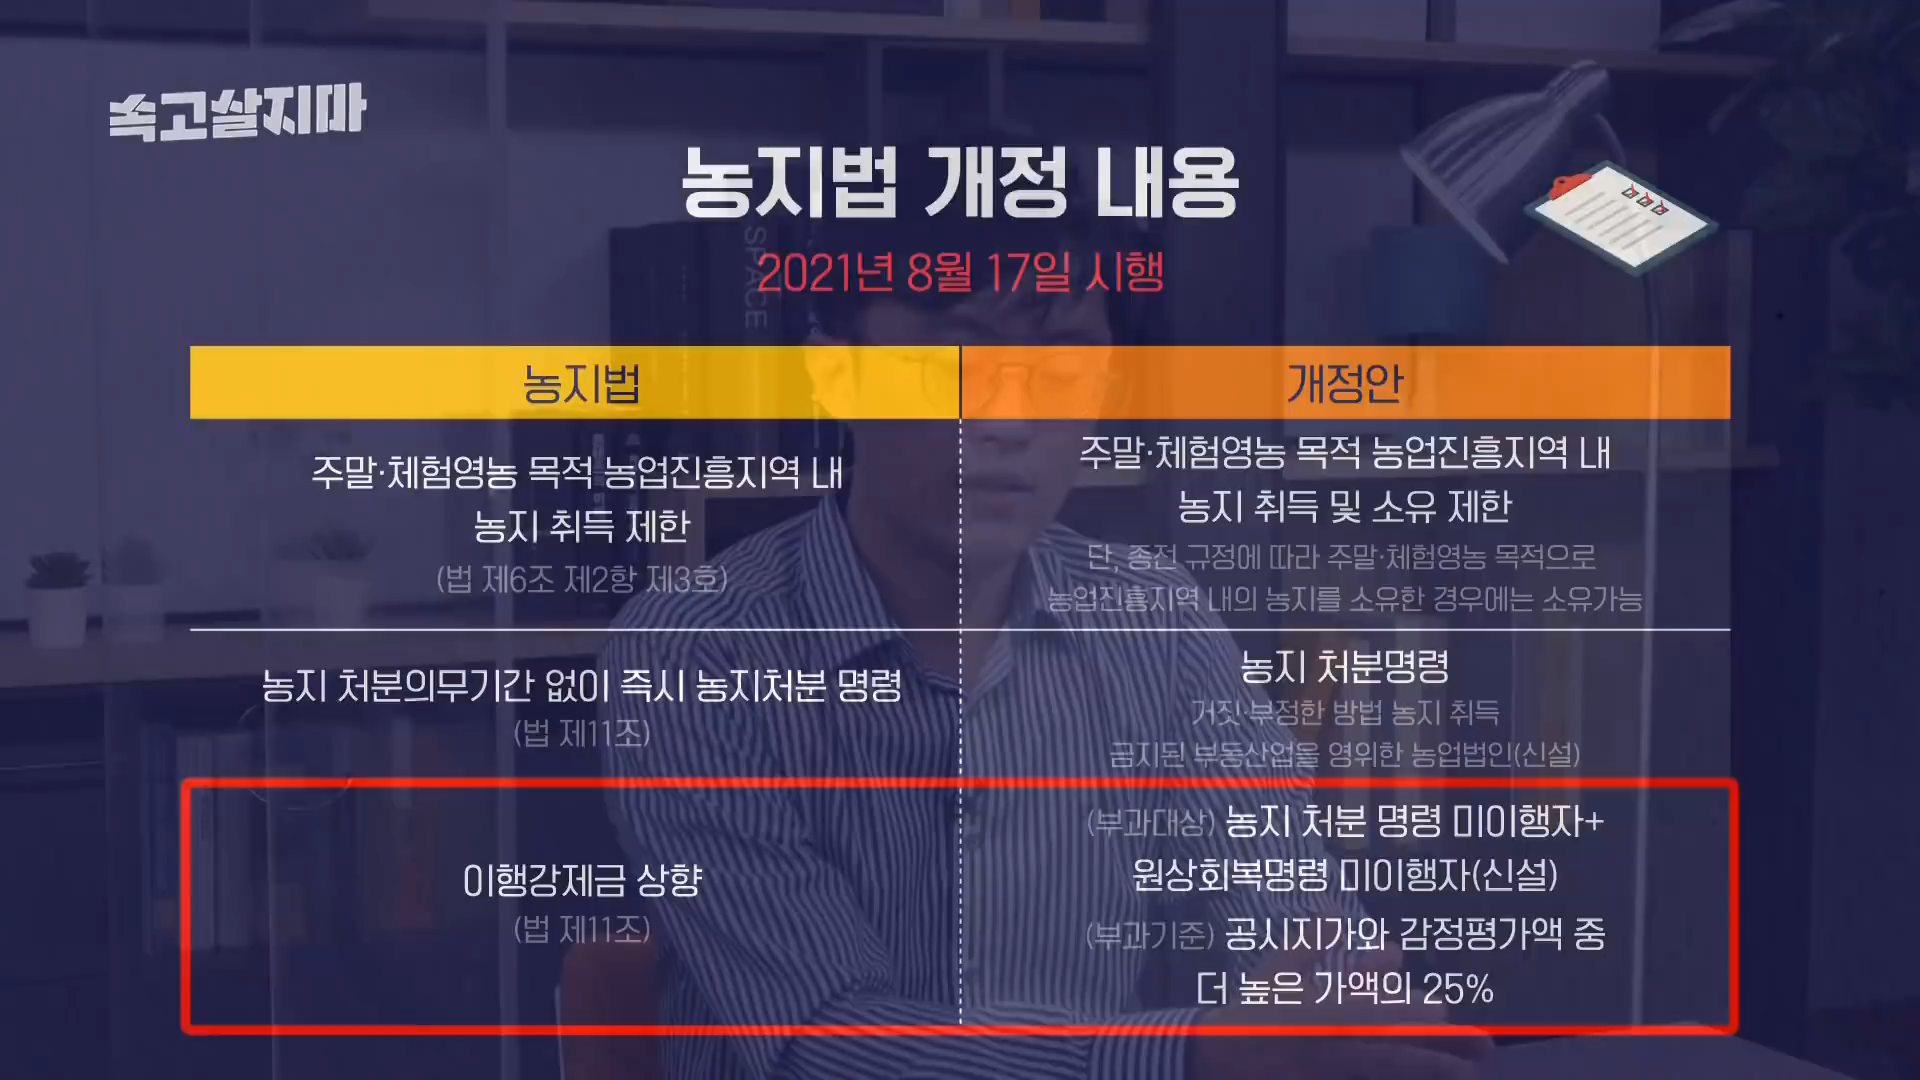 속고살지마
농지법 개정 내용
SPACE
2021년 8월 17일 시행
농지법
개정안
주말·체험영농 목적 농업진흥지역 내
농지 취득 제한
(법 제6조 제2항 제3호)
주말·체험영농 목적 농업진흥지역 내
농지 취득 및 소유 제한
단, 종전 규정에 따라 주말·체험영농 목적으로
농업진흥지역 내의 농지를 소유한 경우에는 소유가능
농지 처분의무기간 없이 즉시 농지처분 명령
(법 제11조)
농지 처분명령
거짓·부정한 방법 농지 취득
금지된 부동산업을 영위한 농업법인(신설)
이행강제금 상향
(법 제11조)
(부과대상) 농지 처분 명령 미이행자+
원상회복명령 미이행자(신설)
(부과기준) 공시지가와 감정평가액 중
더 높은 가액의 25%